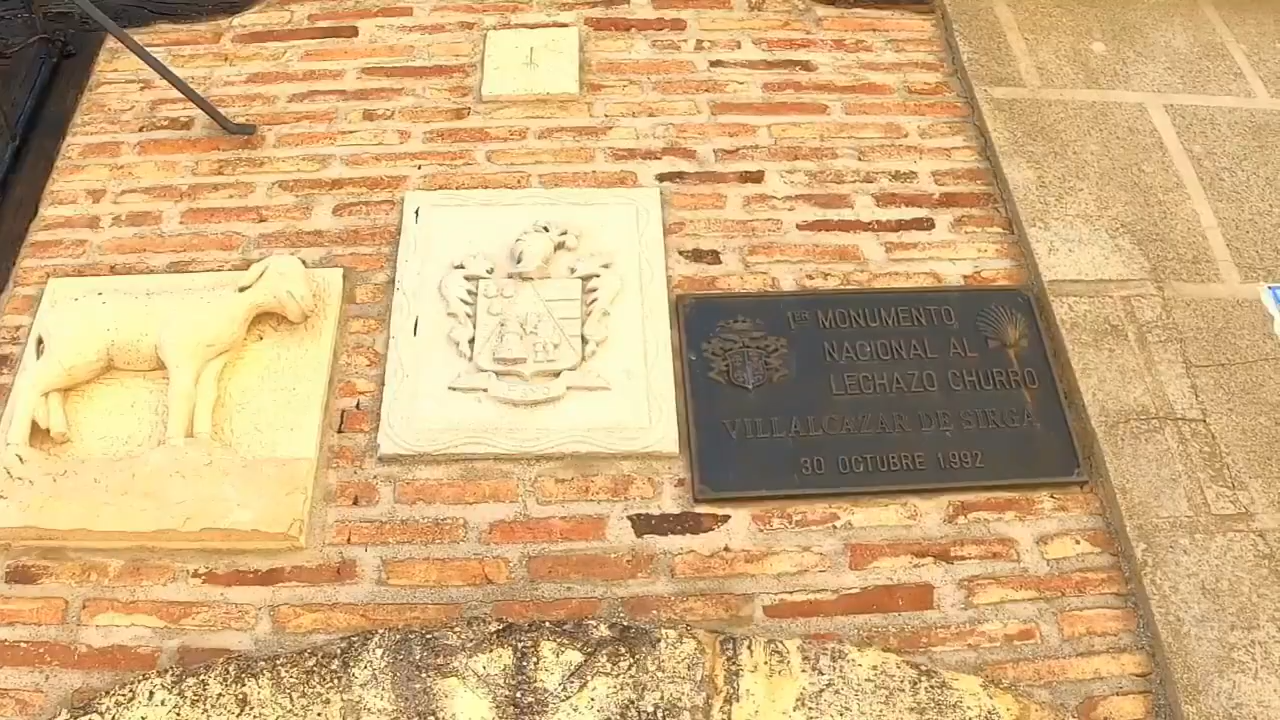 1ER MONUMENTO
NACIONAL AL
LECHAZO CHURRO
VILLALCAZAR DE SIRGA
30 OCTUBRE 1.992